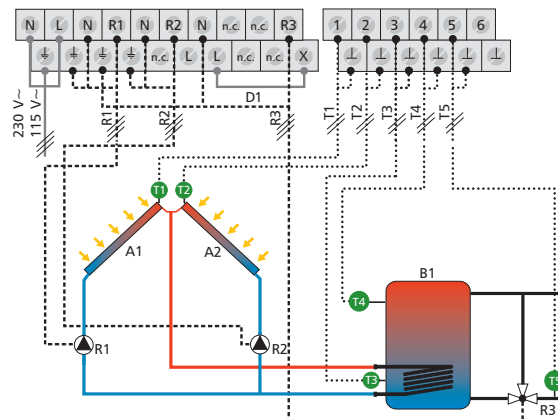 N L N R1 N R2 N n.c. n.c. R3
n.c. L L n.c. n.c. X
1 2 3 4 5 6
D1
230 V~
115 V~
R1 R2 R3
T1 T2 T3 T4 T5
T1 T2
A1 A2
B1
T4
R1 R2
T3 T5
R3